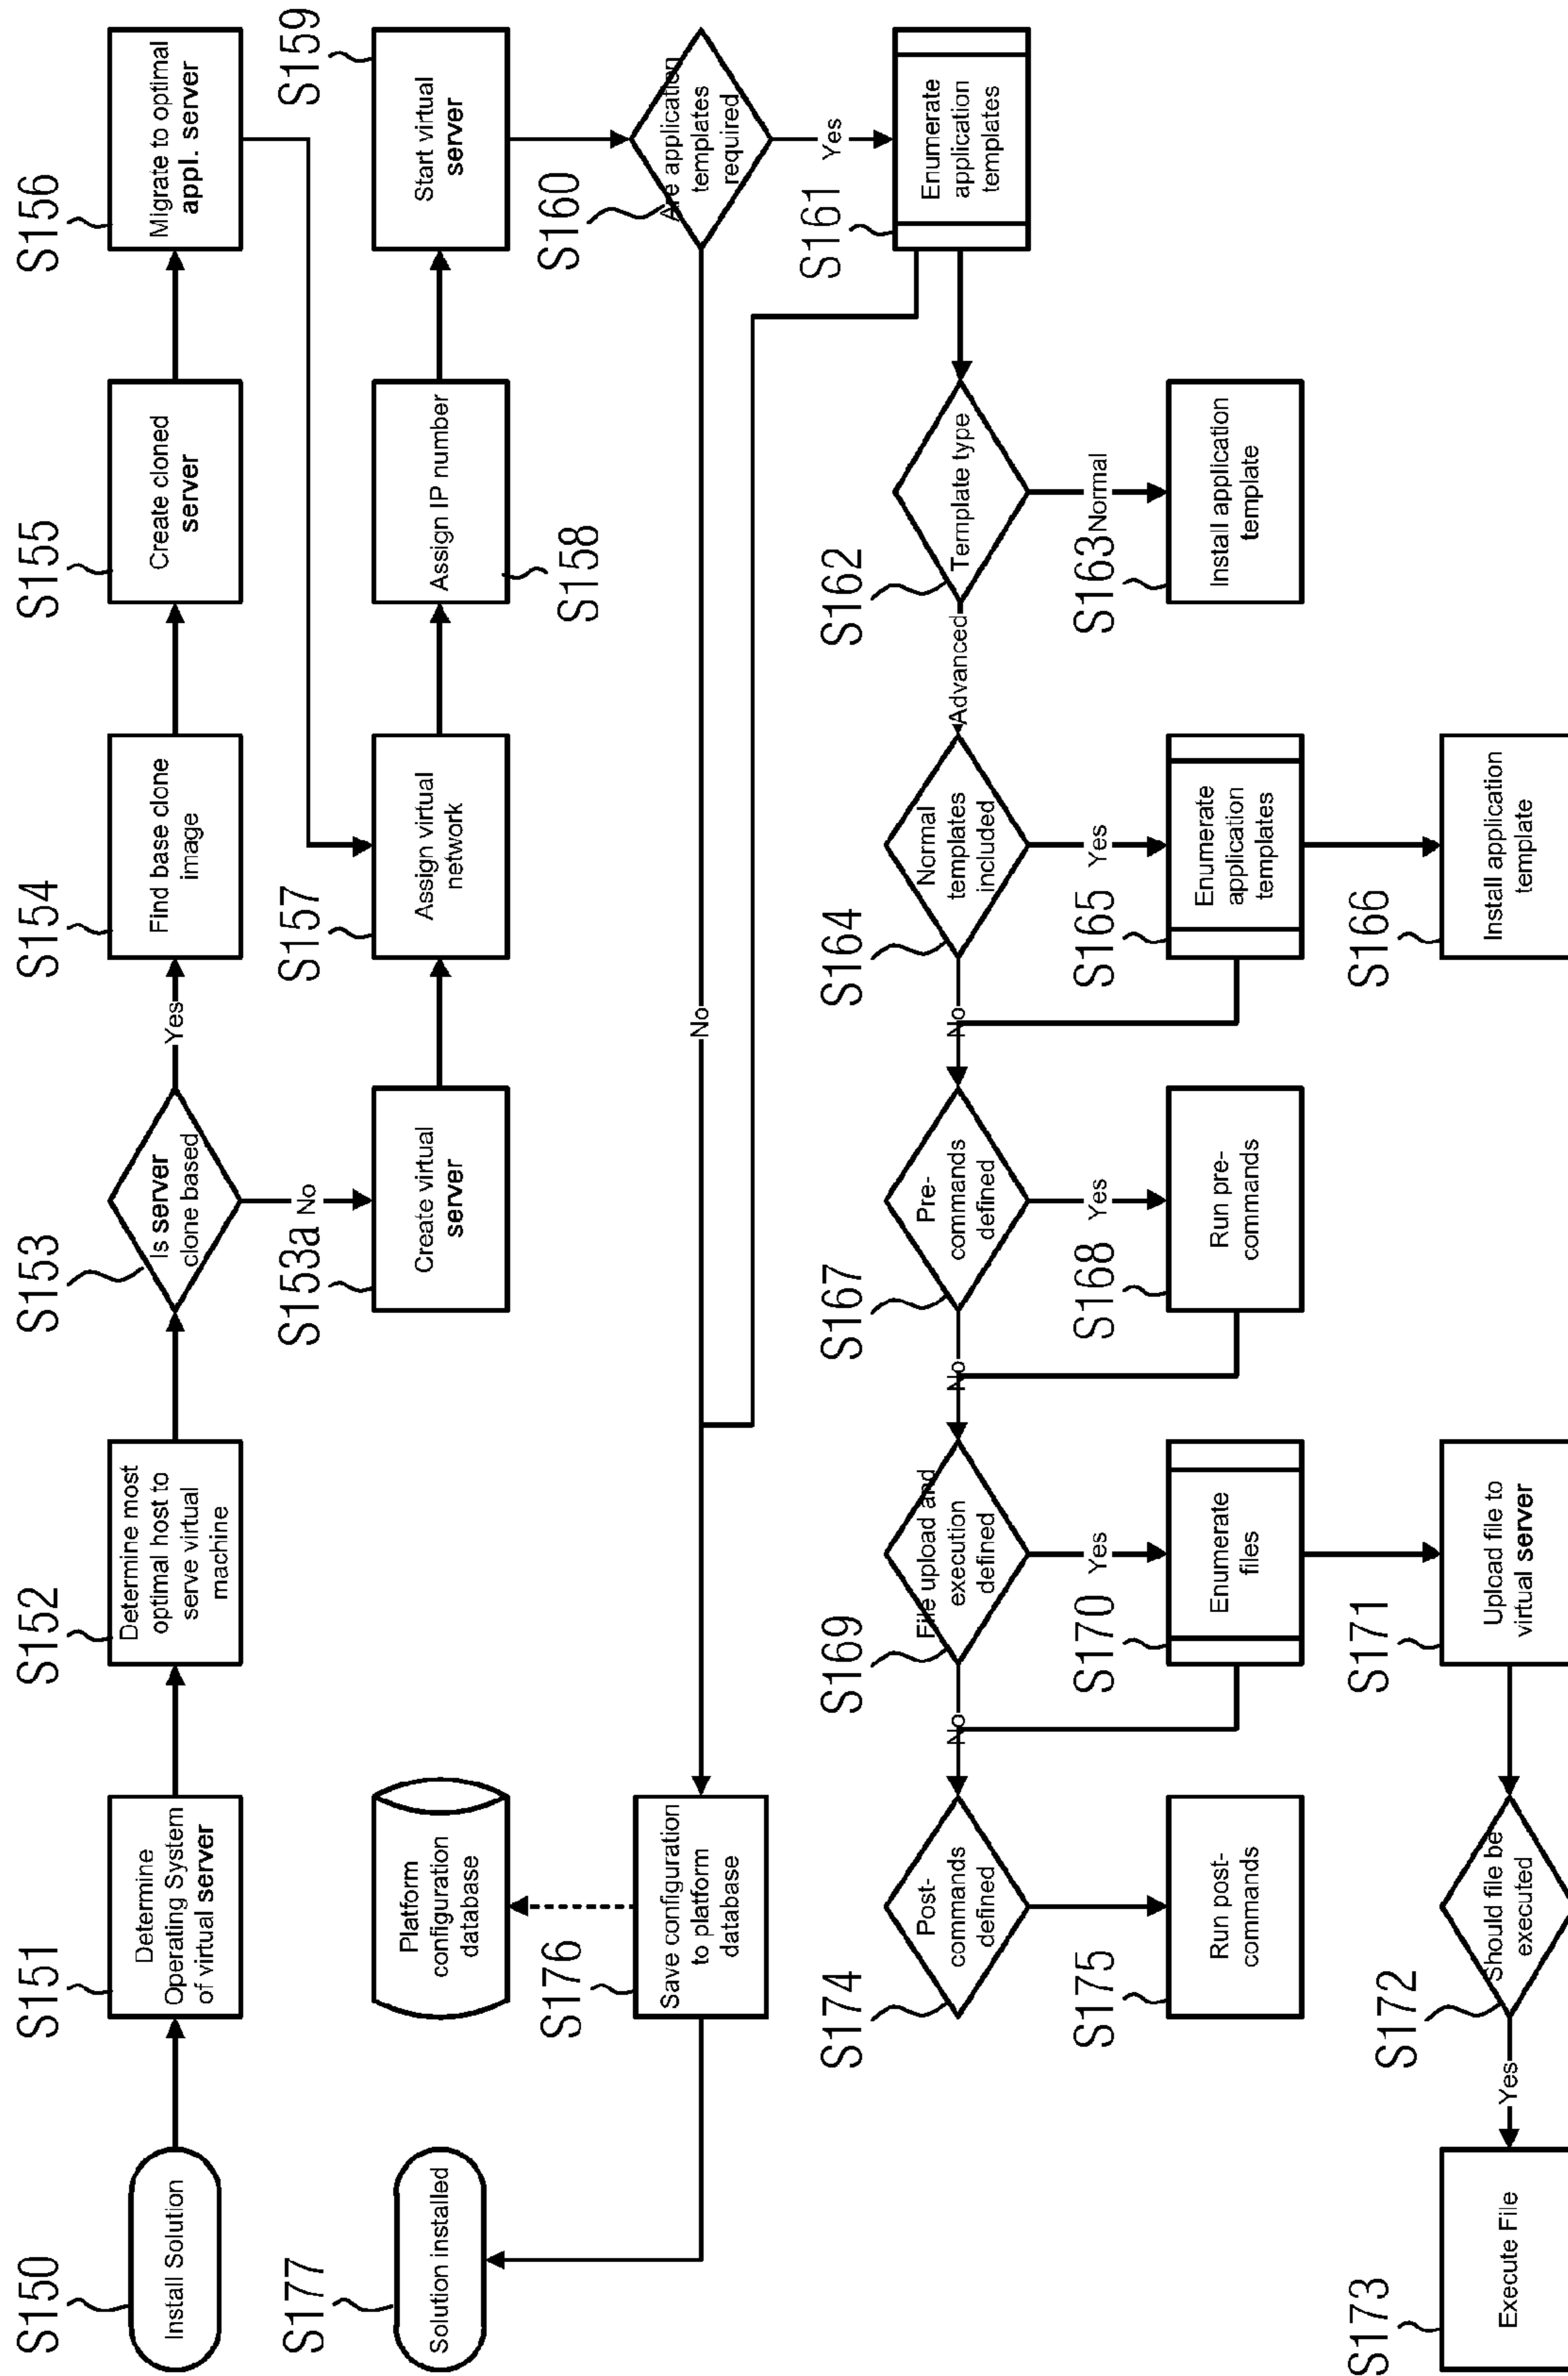 S150
Install Solution
S151
Determine
Operating System
of virtual server
S152
Determine most
optimal host to
serve virtual
machine
S153
Is server
clone based
Yes
No
S154
Find base clone
image
S155
Create cloned
server
S156
Migrate to optimal
appl. server
S153a
Create virtual
server
S157
Assign virtual
network
S158
Assign IP number
S159
Start virtual
server
S177
Solution installed
Platform
configuration
database
S176
Save configuration
to platform
database
No
S160
Are application
templates
required
Yes
S161
Enumerate
application
templates
S162
Template type
Advanced
Normal
S163
Install application
template
S164
Normal
templates
included
No
Yes
S165
Enumerate
application
templates
S166
Install application
template
S167
Pre-
commands
defined
No
Yes
S168
Run pre-
commands
S169
File upload and
execution
defined
No
Yes
S170
Enumerate
files
S171
Upload file to
virtual server
S174
Post-
commands
defined
S175
Run post-
commands
S172
Should file be
executed
Yes
S173
Execute File